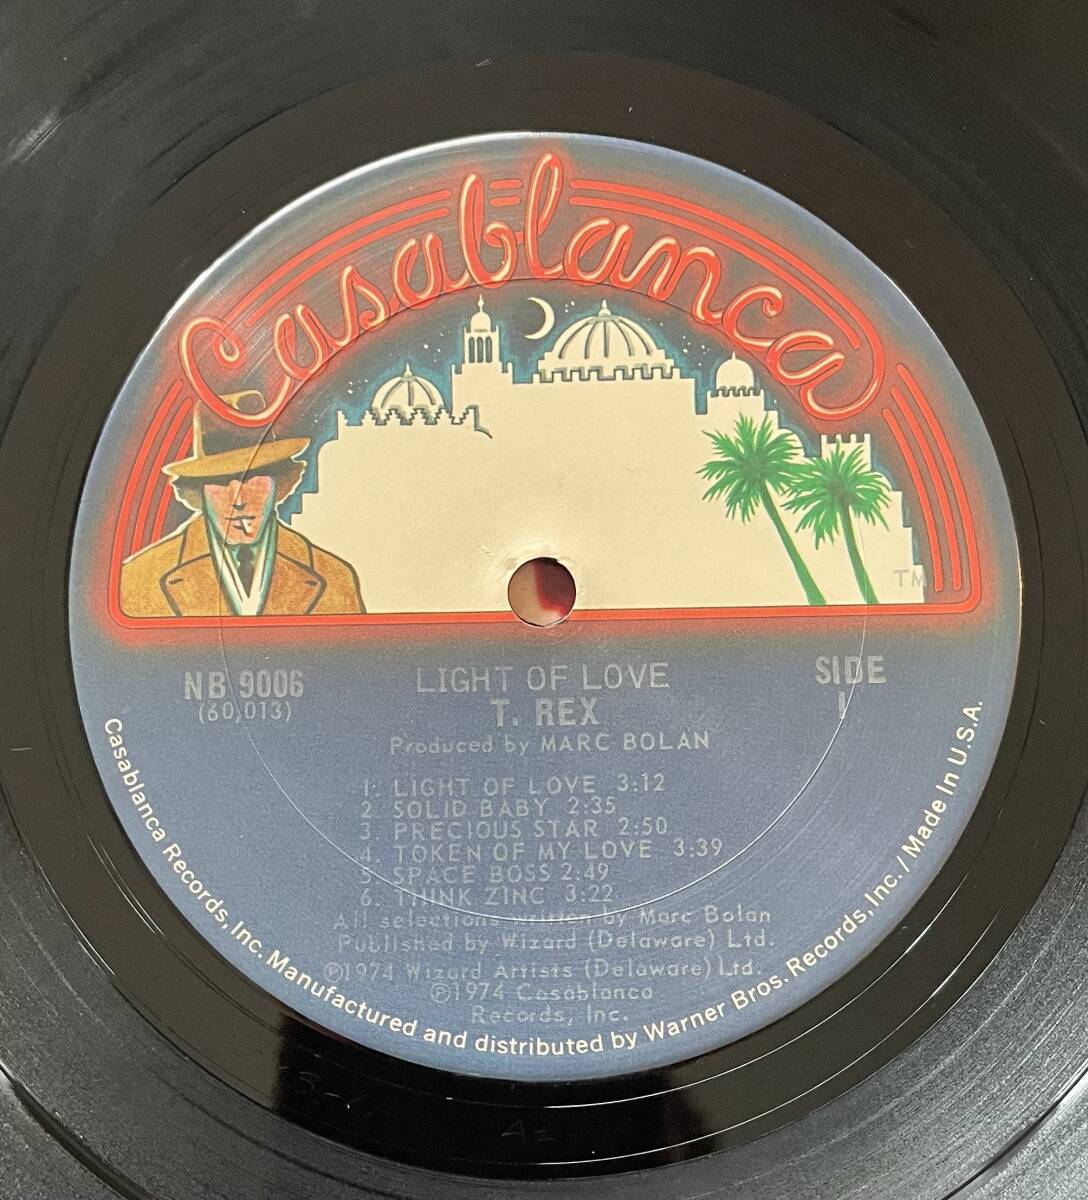 Casablanca
TM
NB 9006
(60,013)
LIGHT OF LOVE
T. REX
Produced by MARC BOLAN
SIDE
1
1. LIGHT OF LOVE 3:12
2. SOLID BABY 2:35
3. PRECIOUS STAR 2:50
4. TOKEN OF MY LOVE 3:39
5. SPACE BOSS 2:49
6. THINK ZINC 3:22
All selections written by Marc Bolan
Published by Wizard (Delaware) Ltd.
℗1974 Wizard Artists (Delaware) Ltd.
℗1974 Casablanca
Records, Inc.
Casablanca Records, Inc. Manufactured and distributed by Warner Bros. Records, Inc. / Made In U.S.A.